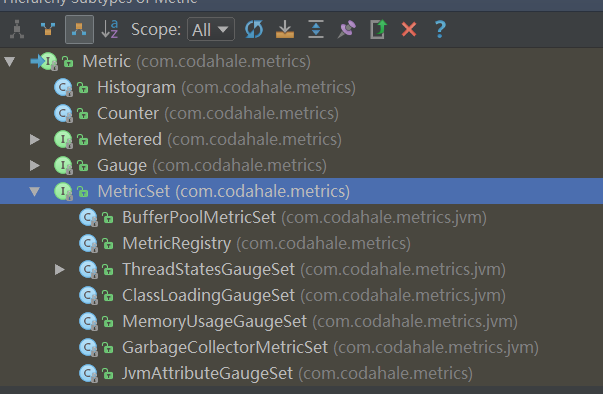 Hierarchy Subtypes of Metric
Scope: All
Metric (com.codahale.metrics)
Histogram (com.codahale.metrics)
Counter (com.codahale.metrics)
Metered (com.codahale.metrics)
Gauge (com.codahale.metrics)
MetricSet (com.codahale.metrics)
BufferPoolMetricSet (com.codahale.metrics.jvm)
MetricRegistry (com.codahale.metrics)
ThreadStatesGaugeSet (com.codahale.metrics.jvm)
ClassLoadingGaugeSet (com.codahale.metrics.jvm)
MemoryUsageGaugeSet (com.codahale.metrics.jvm)
GarbageCollectorMetricSet (com.codahale.metrics.jvm)
JvmAttributeGaugeSet (com.codahale.metrics)